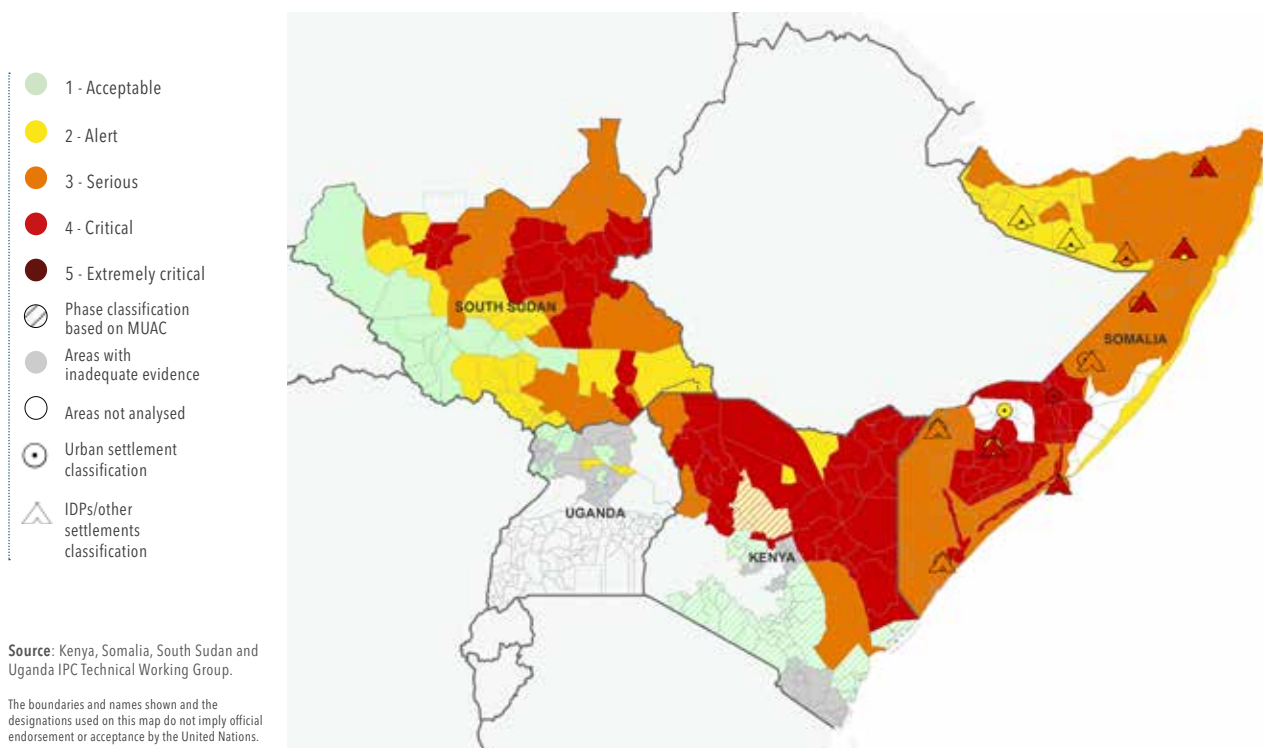 1 - Acceptable
2 - Alert
3 - Serious
4 - Critical
5 - Extremely critical
Phase classification
based on MUAC
Areas with
inadequate evidence
Areas not analysed
Urban settlement
classification
IDPs/other
settlements
classification
Source: Kenya, Somalia, South Sudan and
Uganda IPC Technical Working Group.
The boundaries and names shown and the
designations used on this map do not imply official
endorsement or acceptance by the United Nations.
SOUTH SUDAN
SOMALIA
UGANDA
KENYA